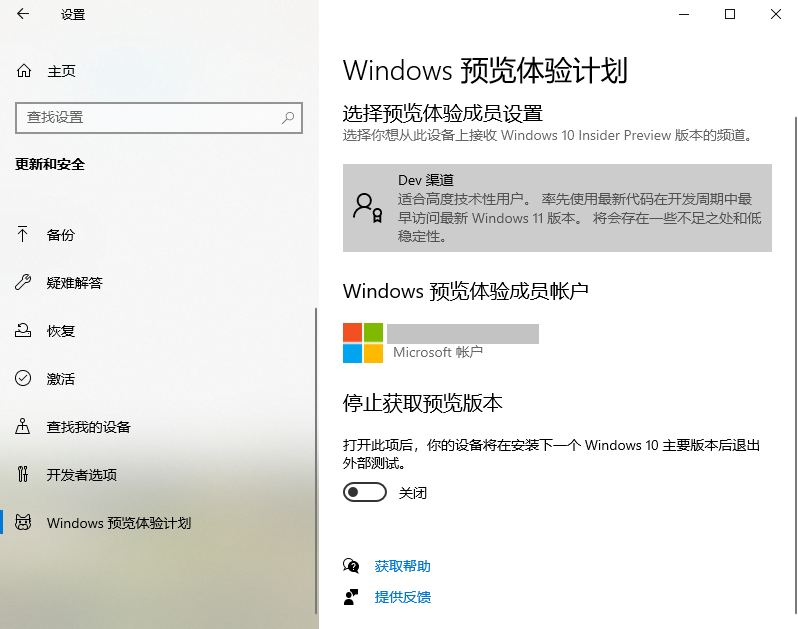 设置
主页
查找设置
更新和安全
备份
疑难解答
恢复
激活
查找我的设备
开发者选项
Windows 预览体验计划
Windows 预览体验计划
选择预览体验成员设置
选择你想从此设备上接收 Windows 10 Insider Preview 版本的频道。
Dev 渠道
适合高度技术性用户。 率先使用最新代码在开发周期中最
早访问最新 Windows 11 版本。 将会存在一些不足之处和低
稳定性。
Windows 预览体验成员帐户
Microsoft 帐户
停止获取预览版本
打开此项后，你的设备将在安装下一个 Windows 10 主要版本后退出
外部测试。
关闭
获取帮助
提供反馈